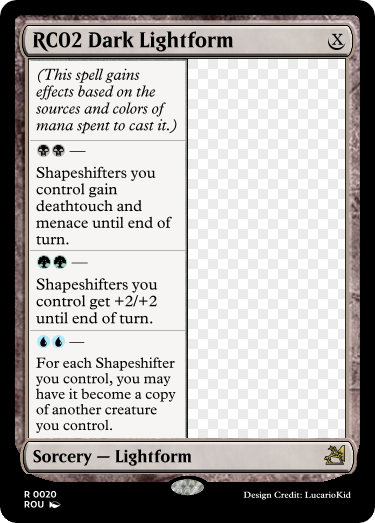 RC02 Dark Lightform X
(This spell gains
effects based on the
sources and colors of
mana spent to cast it.)
—
Shapeshifters you
control gain
deathtouch and
menace until end of
turn.
—
Shapeshifters you
control get +2/+2
until end of turn.
—
For each Shapeshifter
you control, you may
have it become a copy
of another creature
you control.
Sorcery — Lightform
R 0020
ROU
Design Credit: LucarioKid